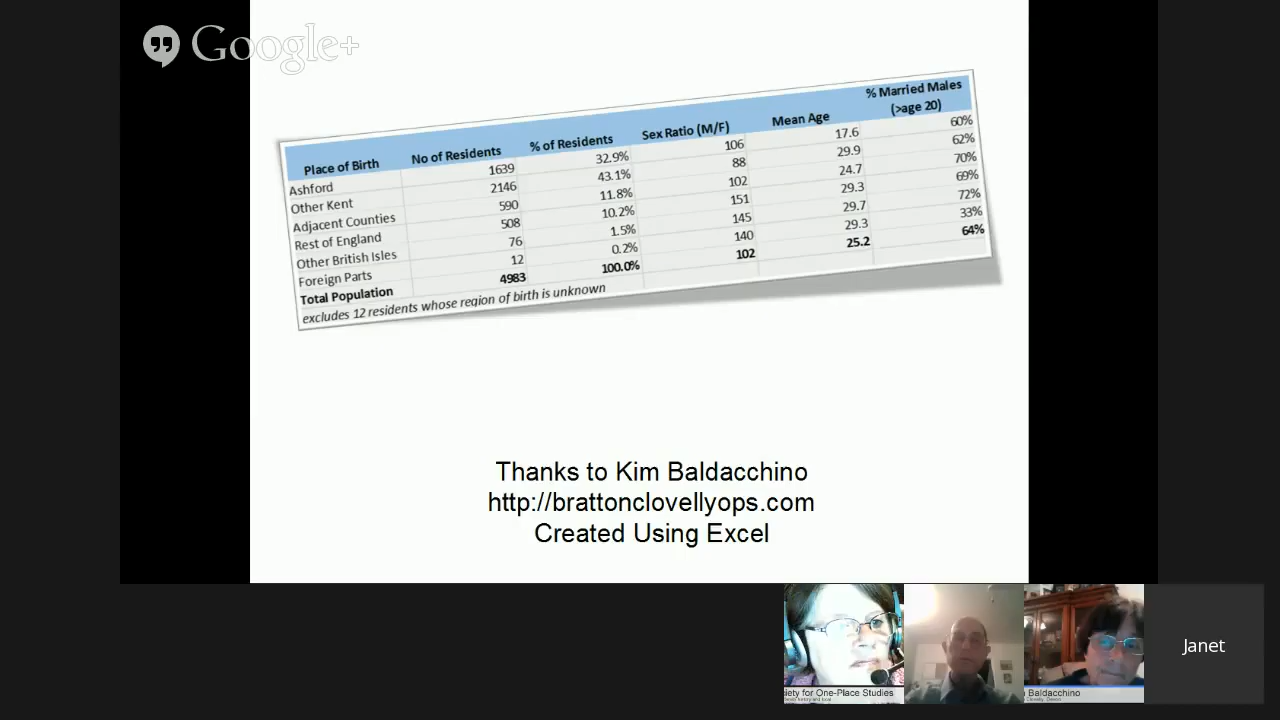 Google+
Place of Birth No of Residents % of Residents Sex Ratio (M/F) Mean Age % Married Males (>age 20)
Ashford 1639 32.9% 106 17.6 60%
Other Kent 2146 43.1% 88 29.9 62%
Adjacent Counties 590 11.8% 102 24.7 70%
Rest of England 508 10.2% 151 29.3 69%
Other British Isles 76 1.5% 145 29.7 72%
Foreign Parts 12 0.2% 140 29.3 33%
Total Population 4983 100.0% 102 25.2 64%
excludes 12 residents whose region of birth is unknown
Thanks to Kim Baldacchino
http://brattonclovellyops.com
Created Using Excel
Janet
ciety for One-Place Studies
Baldacchino